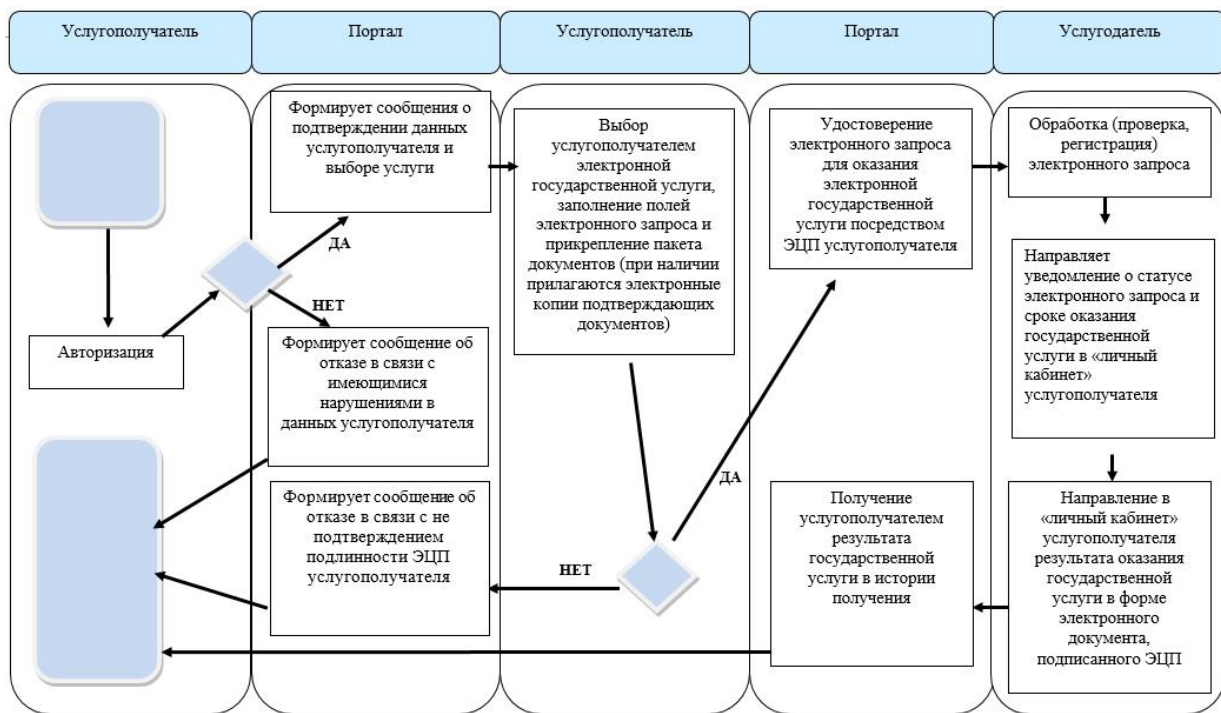 Услугополучатель
Портал
Услугополучатель
Портал
Услугодатель
Авторизация
Формирует сообщения о
подтверждении данных
услугополучателя и
выборе услуги
ДА
НЕТ
Формирует сообщение об
отказе в связи с
имеющимися
нарушениями в
данных услугополучателя
Формирует сообщение об
отказе в связи с не
подтверждением
подлинности ЭЦП
услугополучателя
Выбор
услугополучателем
электронной
государственной услуги,
заполнение полей
электронного запроса и
прикрепление пакета
документов (при наличии
прилагаются электронные
копии подтверждающих
документов)
НЕТ
ДА
Удостоверение
электронного запроса
для оказания
электронной
государственной
услуги посредством
ЭЦП услугополучателя
Получение
услугополучателем
результата
государственной
услуги в истории
получения
Обработка (проверка,
регистрация)
электронного запроса
Направляет
уведомление о статусе
электронного запроса и
сроке оказания
государственной
услуги в «личный
кабинет»
услугополучателя
Направление в
«личный кабинет»
услугополучателя
результата оказания
государственной
услуги в форме
электронного
документа,
подписанного ЭЦП